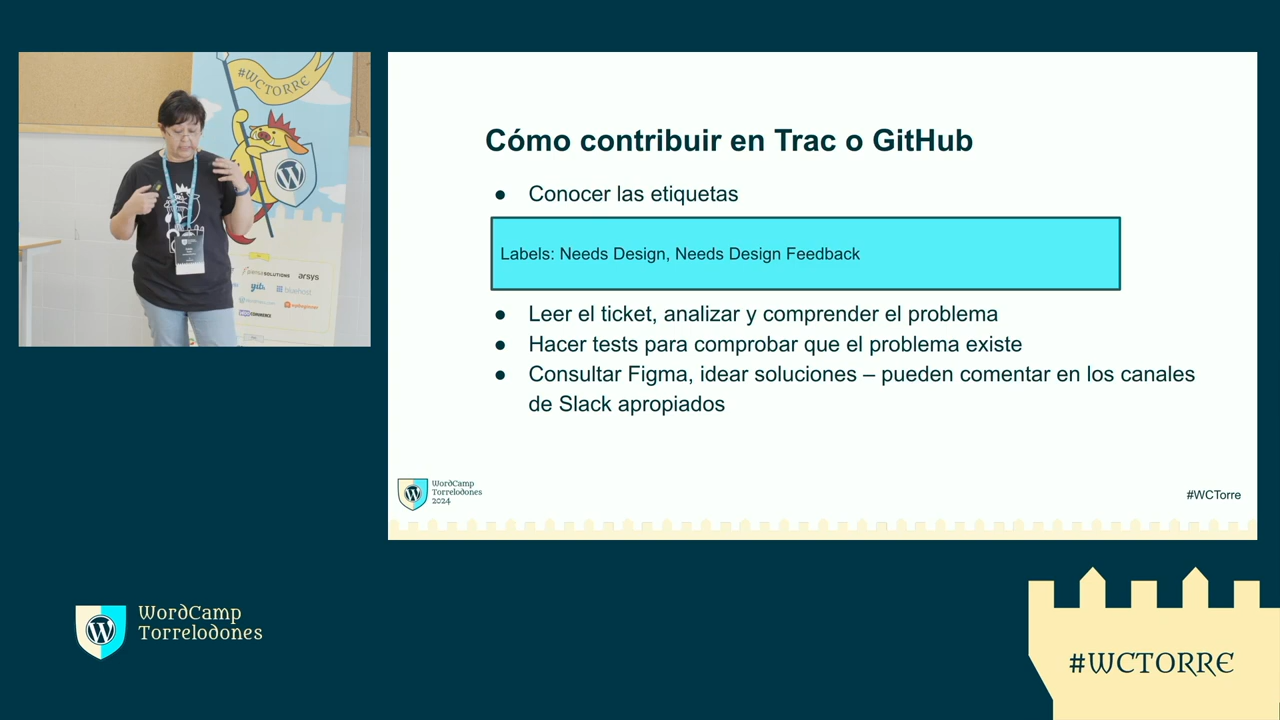 #WCTORRE
arsys
bluehost
Cómo contribuir en Trac o GitHub
● Conocer las etiquetas
Labels: Needs Design, Needs Design Feedback
● Leer el ticket, analizar y comprender el problema
● Hacer tests para comprobar que el problema existe
● Consultar Figma, idear soluciones – pueden comentar en los canales
de Slack apropiados
WordCamp
Torrelodones
2024
#WCTorre
WordCamp
Torrelodones
#WCTORRE